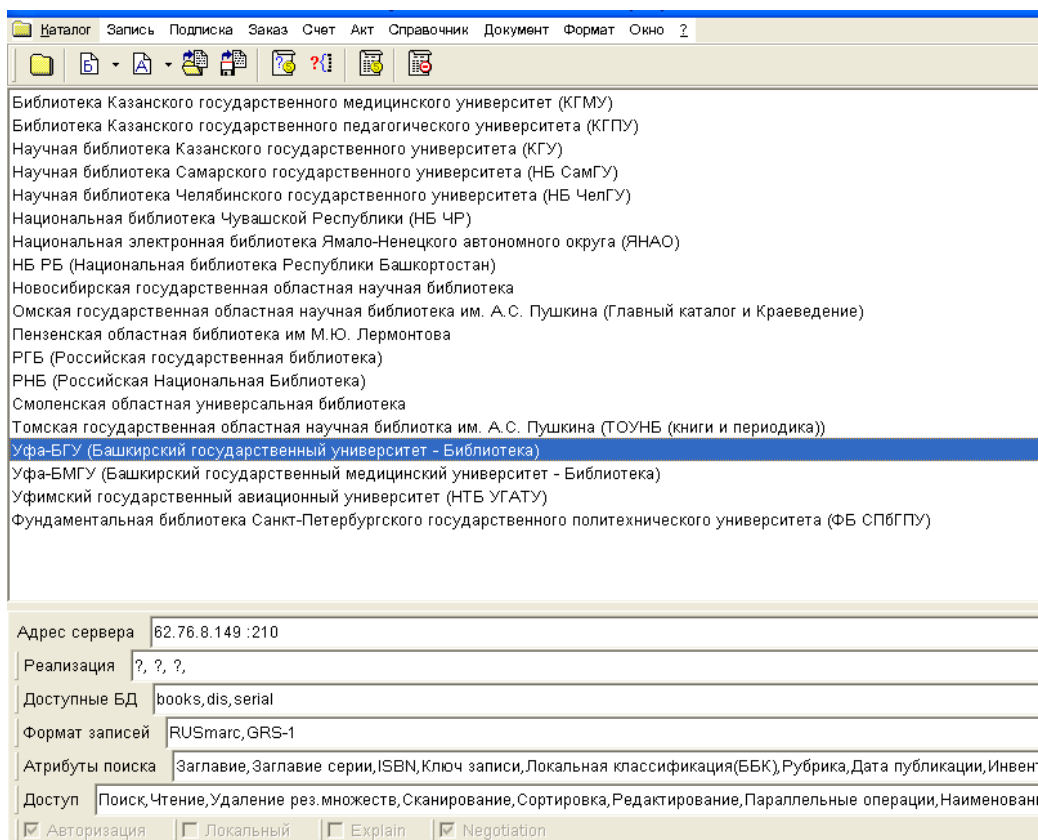 Каталог Запись Подписка Заказ Счет Акт Справочник Документ Формат Окно ?
Библиотека Казанского государственного медицинского университет (КГМУ)
Библиотека Казанского государственного педагогического университета (КГПУ)
Научная библиотека Казанского государственного университета (КГУ)
Научная библиотека Самарского государственного университета (НБ СамГУ)
Научная библиотека Челябинского государственного университета (НБ ЧелГУ)
Национальная библиотека Чувашской Республики (НБ ЧР)
Национальная электронная библиотека Ямало-Ненецкого автономного округа (ЯНАО)
НБ РБ (Национальная библиотека Республики Башкортостан)
Новосибирская государственная областная научная библиотека
Омская государственная областная научная библиотека им. А.С. Пушкина (Главный каталог и Краеведение)
Пензенская областная библиотека им М.Ю. Лермонтова
РГБ (Российская государственная библиотека)
РНБ (Российская Национальная Библиотека)
Смоленская областная универсальная библиотека
Томская государственная областная научная библиотка им. А.С. Пушкина (ТОУНБ (книги и периодика))
Уфа-БГУ (Башкирский государственный университет - Библиотека)
Уфа-БМГУ (Башкирский государственный медицинский университет - Библиотека)
Уфимский государственный авиационный университет (НТБ УГАТУ)
Фундаментальная библиотека Санкт-Петербургского государственного политехнического университета (ФБ СПбГПУ)
Адрес сервера 62.76.8.149 :210
Реализация ?, ?, ?,
Доступные БД books,dis,serial
Формат записей RUSmarc,GRS-1
Атрибуты поиска Заглавие,Заглавие серии,ISBN,Ключ записи,Локальная классификация(ББК),Рубрика,Дата публикации,Инвент
Доступ Поиск,Чтение,Удаление рез.множеств,Сканирование,Сортировка,Редактирование,Параллельные операции,Наименовани
Авторизация Локальный Explain Negotiation